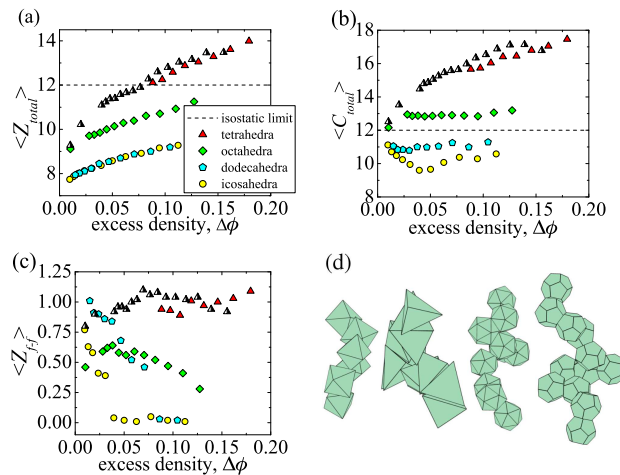 (a)
14
12
10
8
<Z_total>
0.00 0.05 0.10 0.15 0.20
excess density, Δϕ
isostatic limit
tetrahedra
octahedra
dodecahedra
icosahedra
(b)
18
16
14
12
10
<C_total>
0.00 0.05 0.10 0.15 0.20
excess density, Δϕ
(c)
1.25
1.00
0.75
0.50
0.25
0.00
<Z_f-f>
0.00 0.05 0.10 0.15 0.20
excess density, Δϕ
(d)